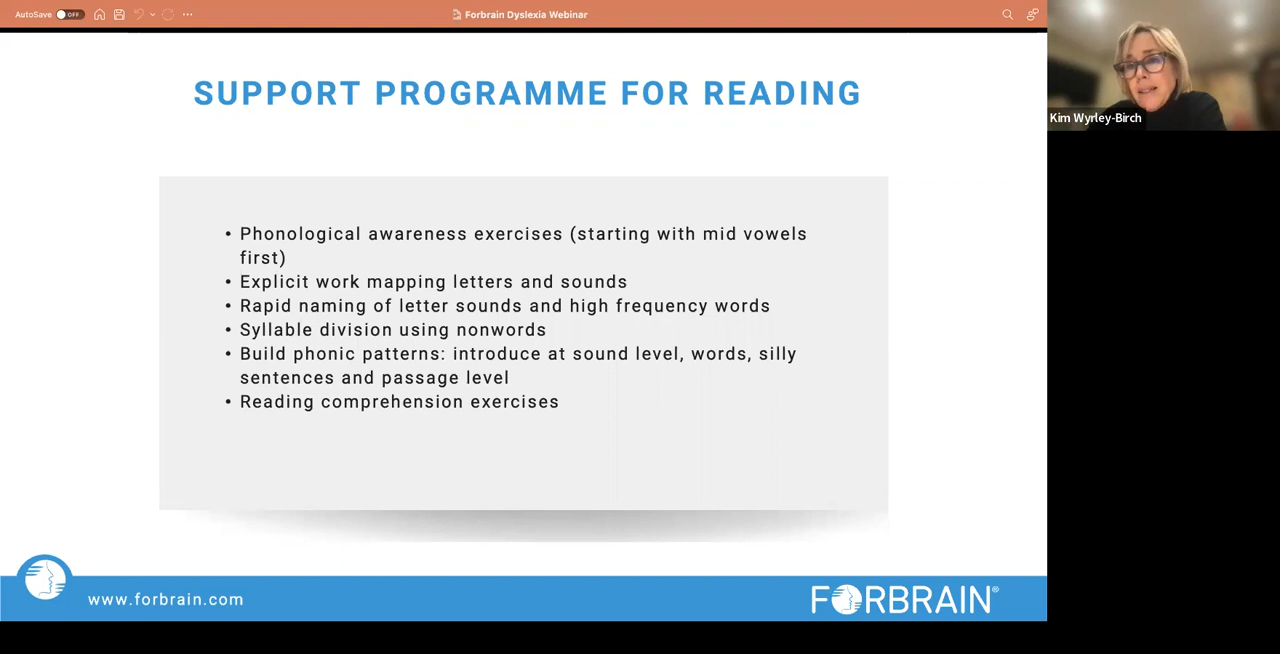 AutoSave OFF
Forbrain Dyslexia Webinar
SUPPORT PROGRAMME FOR READING
Kim Wyrley-Birch
• Phonological awareness exercises (starting with mid vowels
first)
• Explicit work mapping letters and sounds
• Rapid naming of letter sounds and high frequency words
• Syllable division using nonwords
• Build phonic patterns: introduce at sound level, words, silly
sentences and passage level
• Reading comprehension exercises
www.forbrain.com
FORBRAIN®